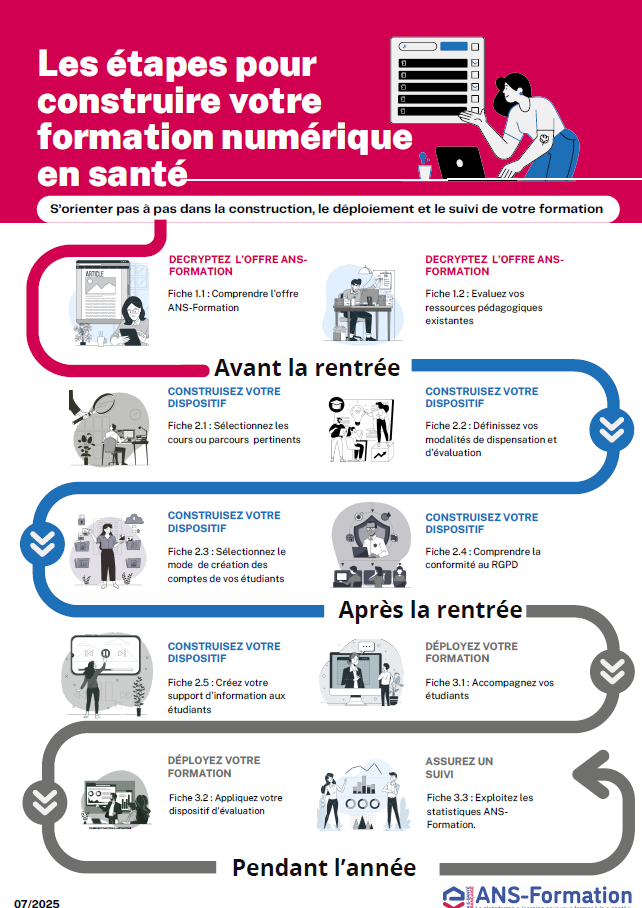 Les étapes pour
construire votre
formation numérique
en santé
S'orienter pas à pas dans la construction, le déploiement et le suivi de votre formation
ARTICLE
DECRYPTEZ L'OFFRE ANS-
FORMATION
Fiche 1.1 : Comprendre l'offre
ANS-Formation
DECRYPTEZ L'OFFRE ANS-
FORMATION
Fiche 1.2 : Evaluez vos
ressources pédagogiques
existantes
Avant la rentrée
CONSTRUISEZ VOTRE
DISPOSITIF
Fiche 2.1 : Sélectionnez les
cours ou parcours pertinents
CONSTRUISEZ VOTRE
DISPOSITIF
Fiche 2.2 : Définissez vos
modalités de dispensation et
d'évaluation
CONSTRUISEZ VOTRE
DISPOSITIF
Fiche 2.3 : Sélectionnez le
mode de création des
comptes de vos étudiants
CONSTRUISEZ VOTRE
DISPOSITIF
Fiche 2.4 : Comprendre la
conformité au RGPD
Après la rentrée
CONSTRUISEZ VOTRE
DISPOSITIF
Fiche 2.5 : Créez votre
support d'information aux
étudiants
DÉPLOYEZ VOTRE
FORMATION
Fiche 3.1 : Accompagnez vos
étudiants
DÉPLOYEZ VOTRE
FORMATION
Fiche 3.2 : Appliquez votre
dispositif d'évaluation
ASSUREZ UN
SUIVI
Fiche 3.3 : Exploitez les
statistiques ANS-
Formation.
Pendant l'année
07/2025
ANS-Formation